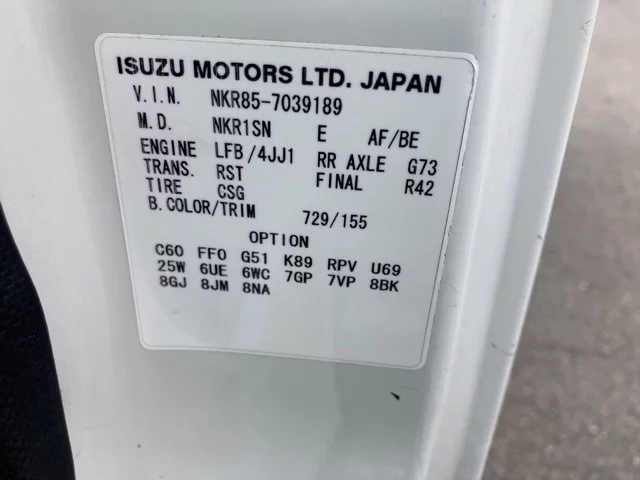 ISUZU MOTORS LTD. JAPAN
V.I.N. NKR85-7039189
M.D. NKR1SN E AF/BE
ENGINE LFB/4JJ1 RR AXLE G73
TRANS. RST FINAL R42
TIRE CSG
B.COLOR/TRIM 729/155
OPTION
C60 FF0 G51 K89 RPV U69
25W 6UE 6WC 7GP 7VP 8BK
8GJ 8JM 8NA